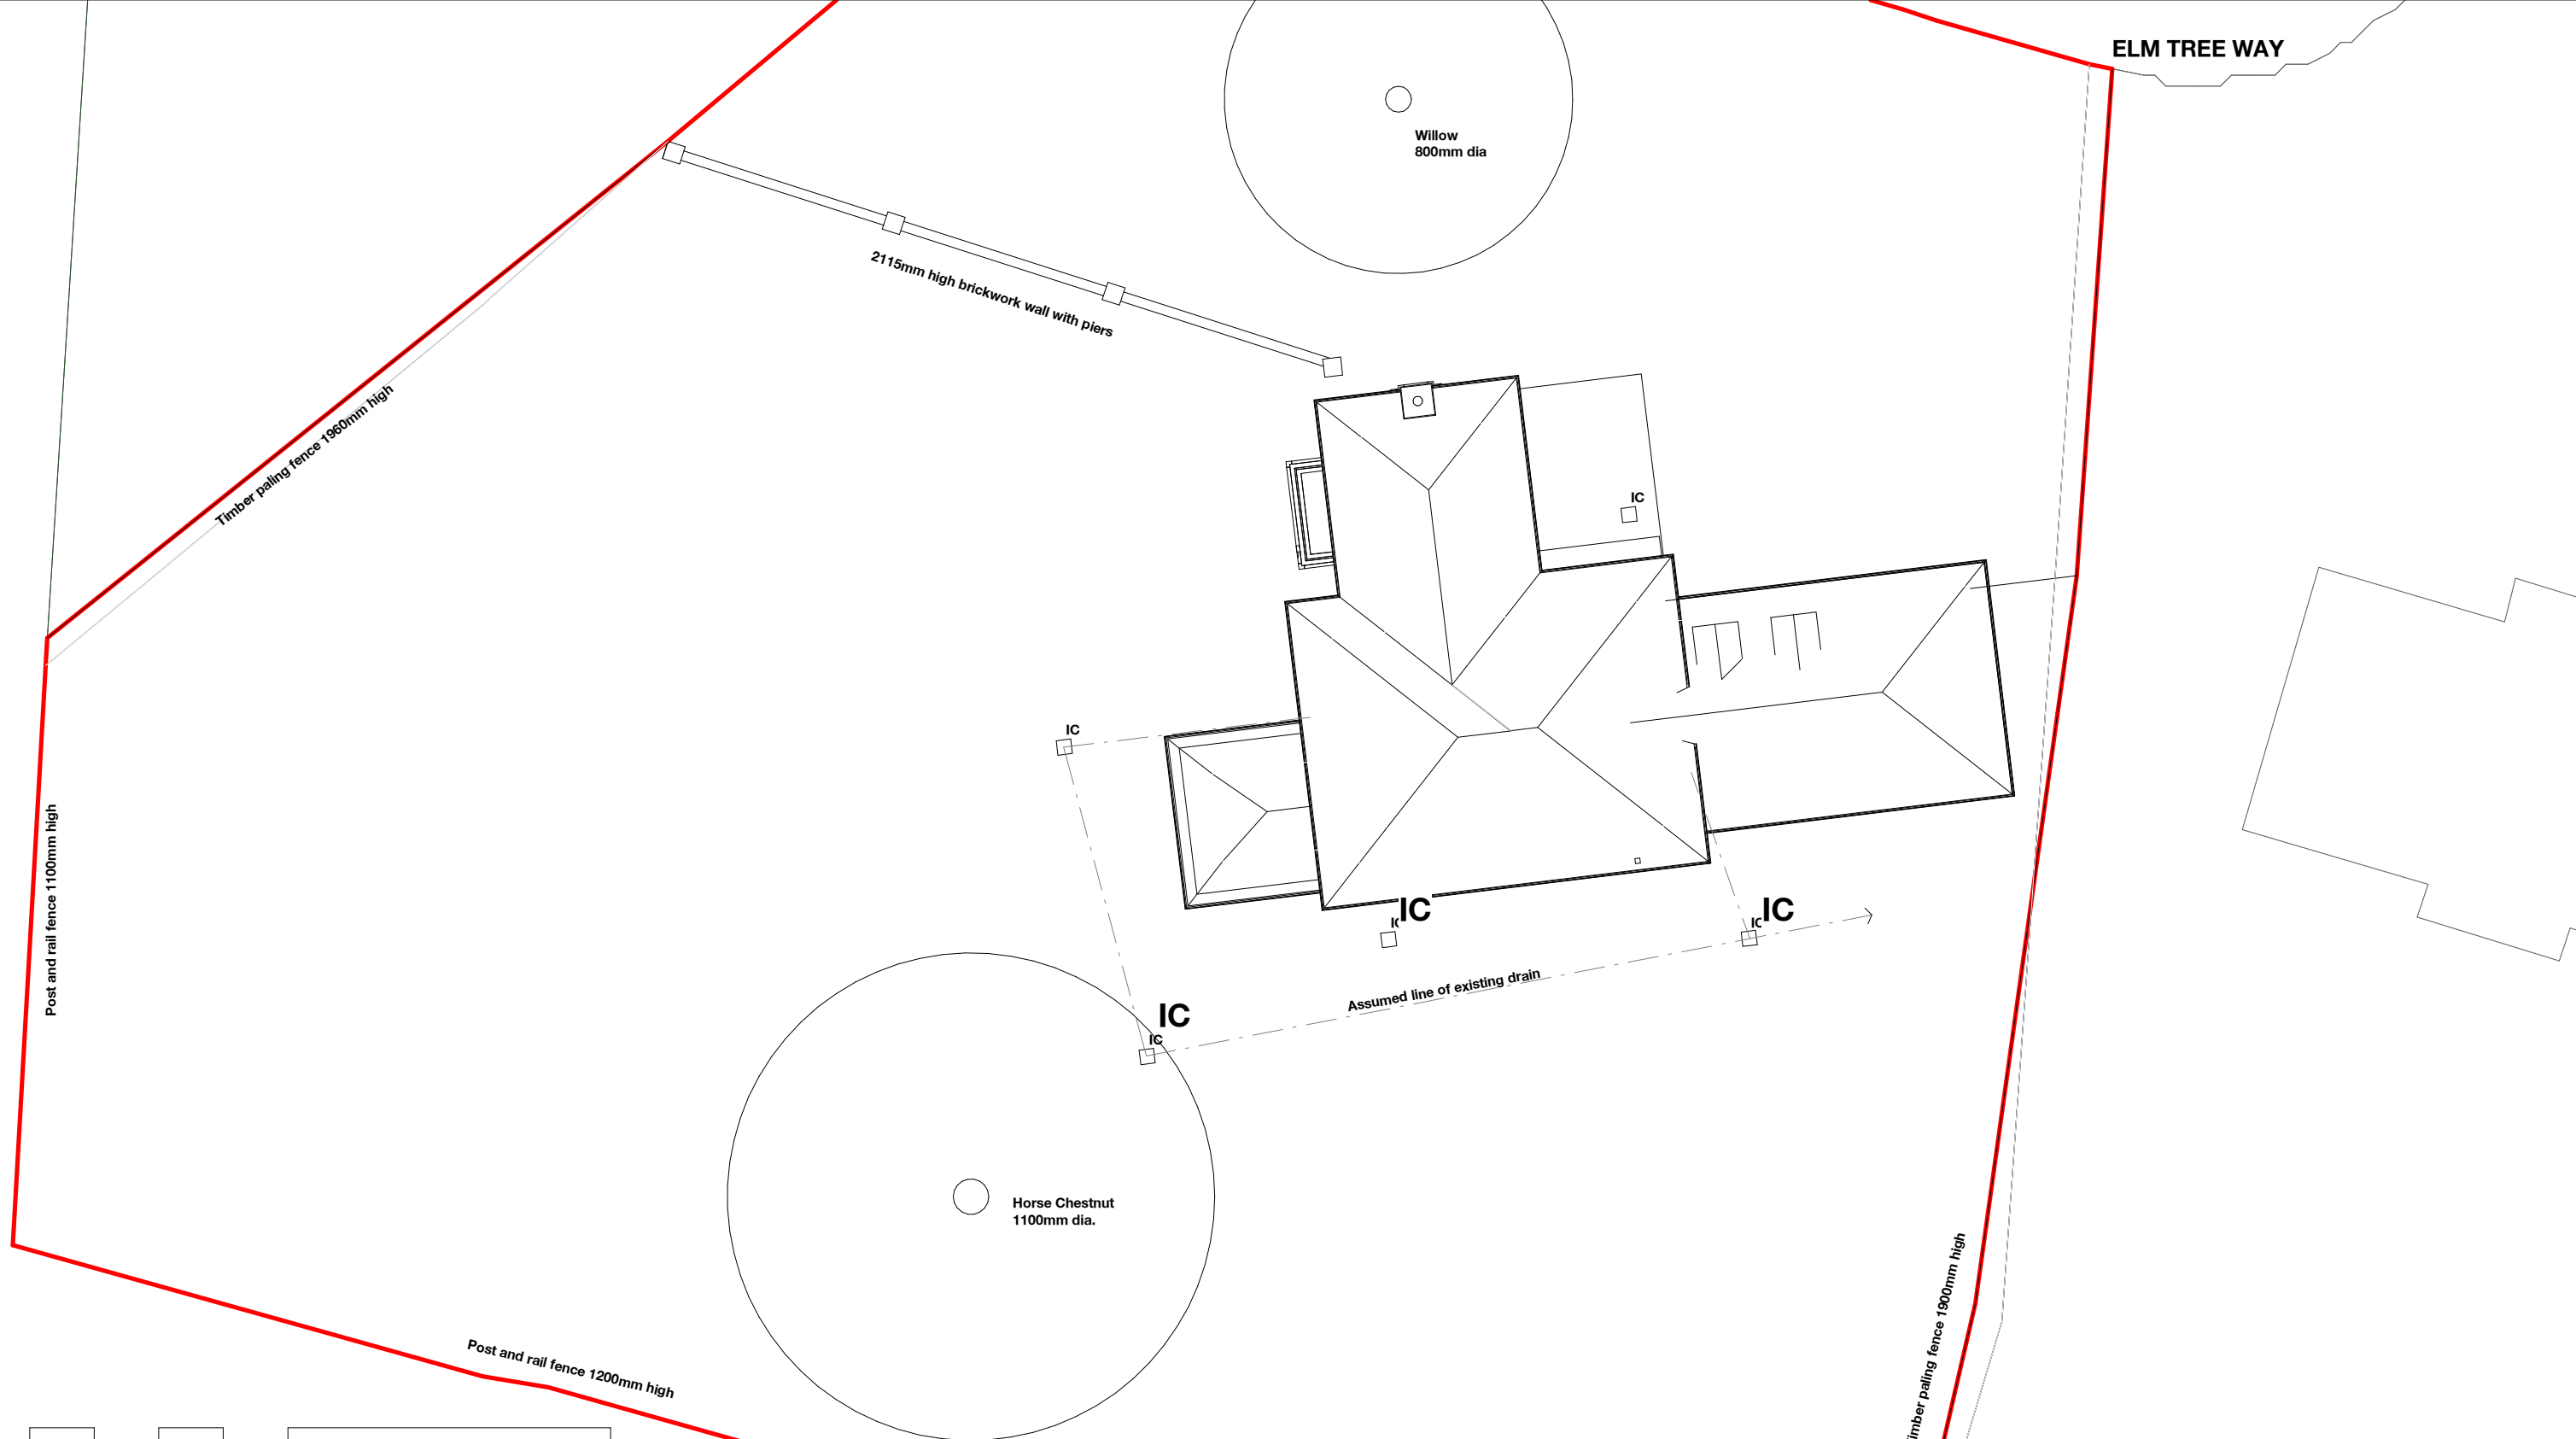 ELM TREE WAY
Willow
800mm dia
2115mm high brickwork wall with piers
Timber paling fence 1960mm high
IC
IC
Post and rail fence 1100mm high
IC
IC
IC
Assumed line of existing drain
IC
IC
Horse Chestnut
1100mm dia.
paling fence 1900mm high
Post and rail fence 1200mm high